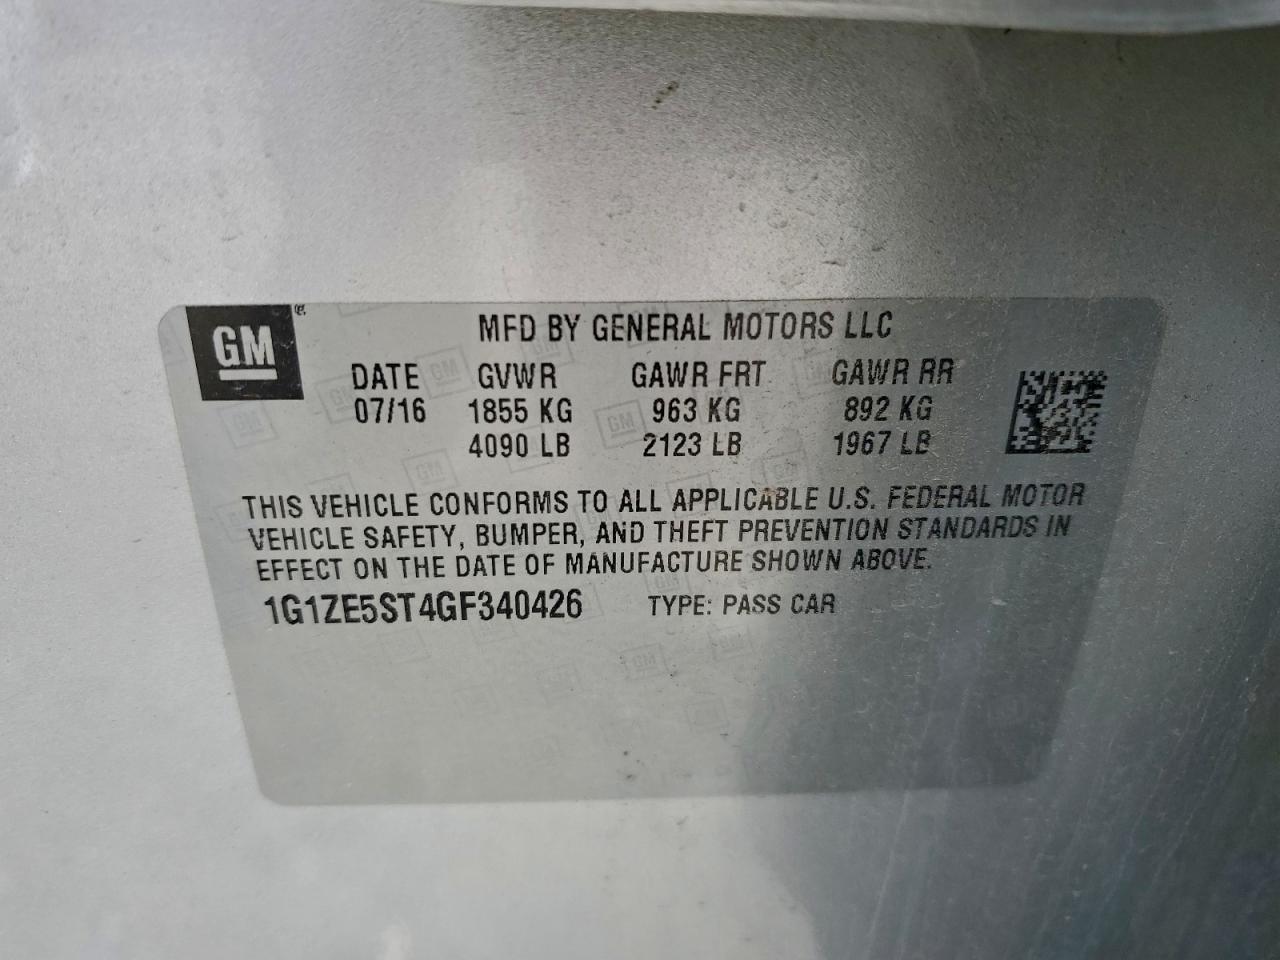 GM
MFD BY GENERAL MOTORS LLC
DATE GVWR GAWR FRT GAWR RR
07/16 1855 KG 963 KG 892 KG
4090 LB 2123 LB 1967 LB
THIS VEHICLE CONFORMS TO ALL APPLICABLE U.S. FEDERAL MOTOR
VEHICLE SAFETY, BUMPER, AND THEFT PREVENTION STANDARDS IN
EFFECT ON THE DATE OF MANUFACTURE SHOWN ABOVE.
1G1ZE5ST4GF340426 TYPE: PASS CAR